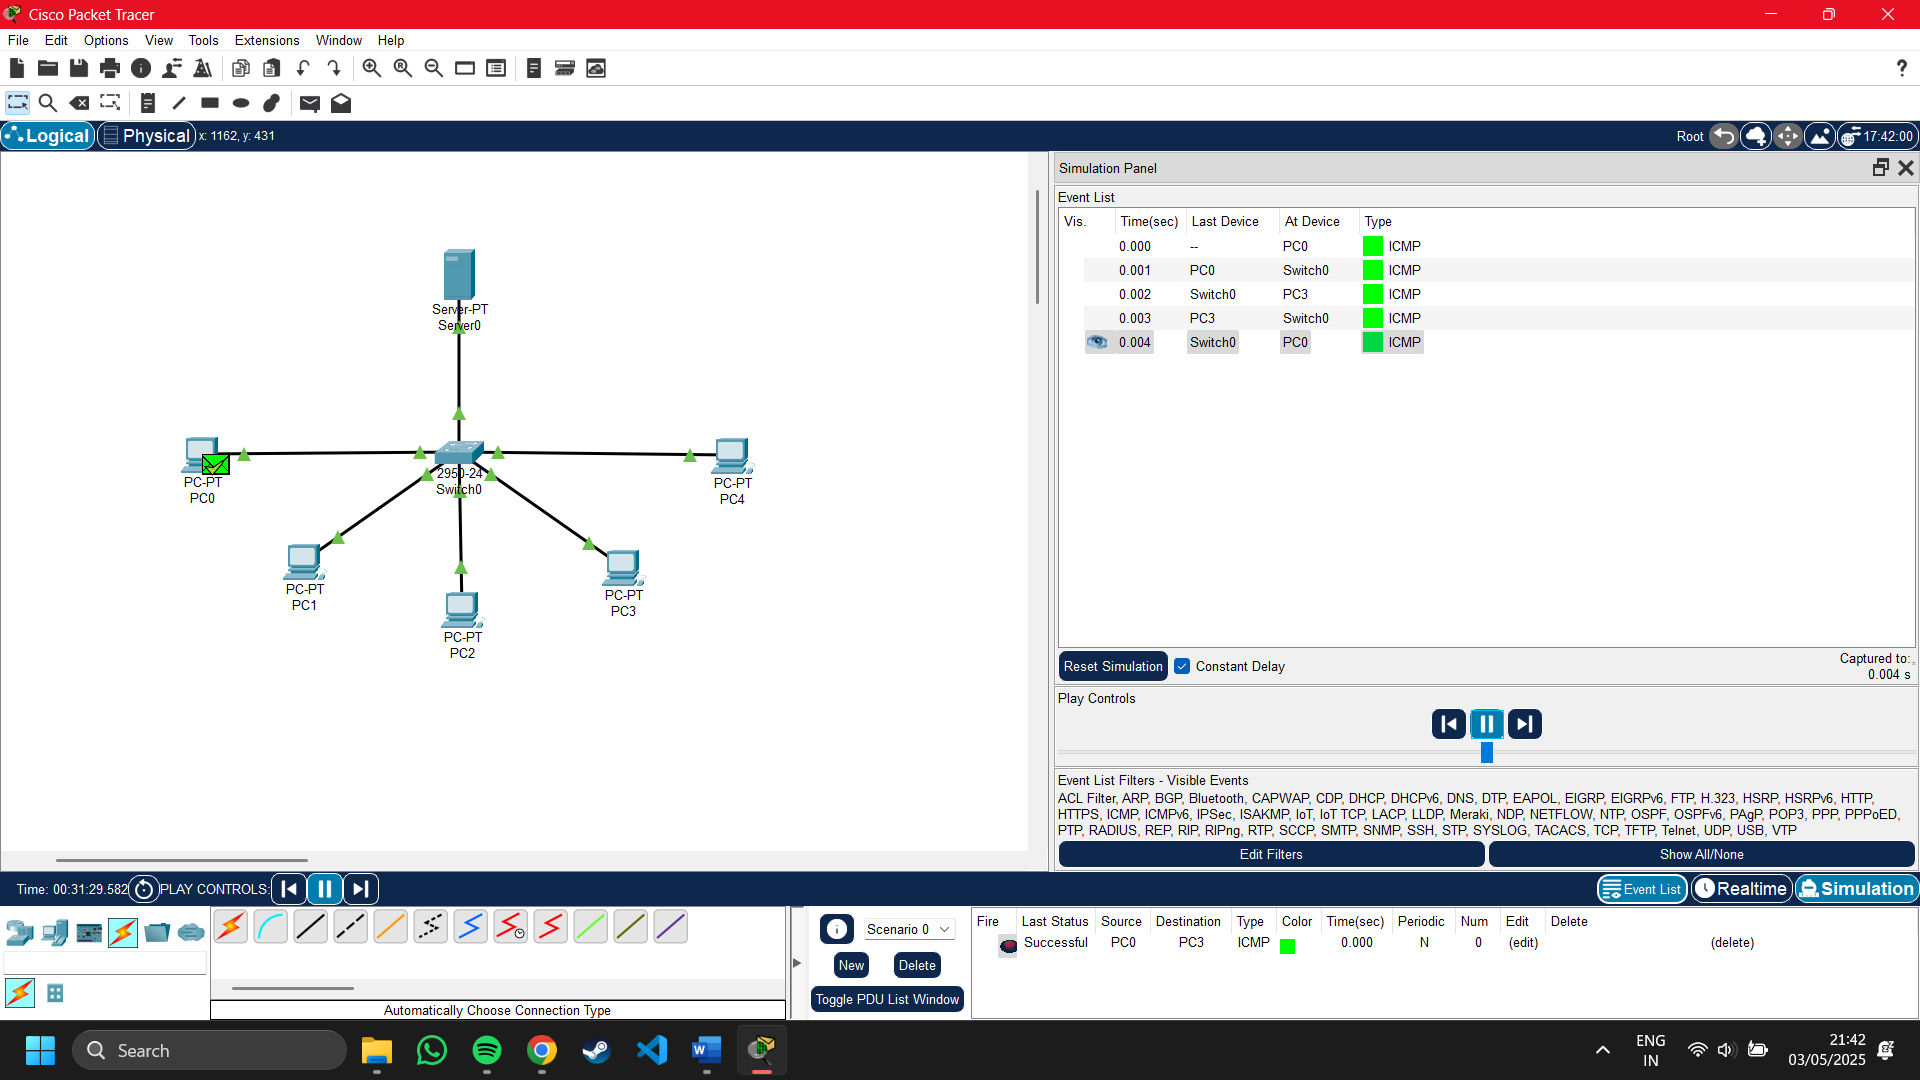 Cisco Packet Tracer
File Edit Options View Tools Extensions Window Help
?
Logical Physical x: 1162, y: 431 Root 17:42:00
Server-PT
Server0
2950-24
Switch0
PC-PT
PC0
PC-PT
PC4
PC-PT
PC1
PC-PT
PC3
PC-PT
PC2
Simulation Panel
Event List
Vis. Time(sec) Last Device At Device Type
0.000 -- PC0 ICMP
0.001 PC0 Switch0 ICMP
0.002 Switch0 PC3 ICMP
0.003 PC3 Switch0 ICMP
0.004 Switch0 PC0 ICMP
Reset Simulation Constant Delay
Captured to:
0.004 s
Play Controls
Event List Filters - Visible Events
ACL Filter, ARP, BGP, Bluetooth, CAPWAP, CDP, DHCP, DHCPv6, DNS, DTP, EAPOL, EIGRP, EIGRPv6, FTP, H.323, HSRP, HSRPv6, HTTP,
HTTPS, ICMP, ICMPv6, IPSec, ISAKMP, IoT, IoT TCP, LACP, LLDP, Meraki, NDP, NETFLOW, NTP, OSPF, OSPFv6, PAgP, POP3, PPP, PPPoED,
PTP, RADIUS, REP, RIP, RIPng, RTP, SCCP, SMTP, SNMP, SSH, STP, SYSLOG, TACACS, TCP, TFTP, Telnet, UDP, USB, VTP
Edit Filters Show All/None
Time: 00:31:29.582 PLAY CONTROLS: Event List Realtime Simulation
Scenario 0
New Delete
Toggle PDU List Window
Automatically Choose Connection Type
Fire Last Status Source Destination Type Color Time(sec) Periodic Num Edit Delete
Successful PC0 PC3 ICMP 0.000 N 0 (edit) (delete)
Search
ENG
IN
21:42
03/05/2025